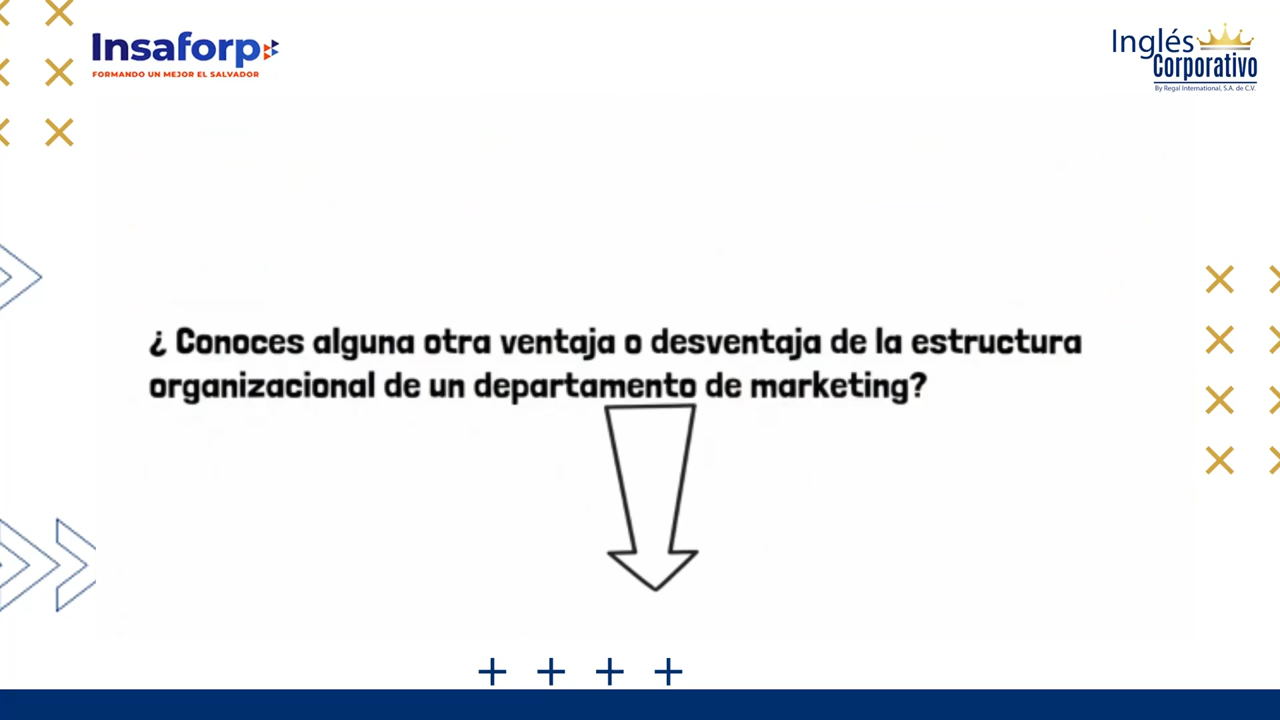 Insaforp
FORMANDO UN MEJOR EL SALVADOR
Inglés
Corporativo
By Regal International, S.A. de C.V.
¿ Conoces alguna otra ventaja o desventaja de la estructura
organizacional de un departamento de marketing?